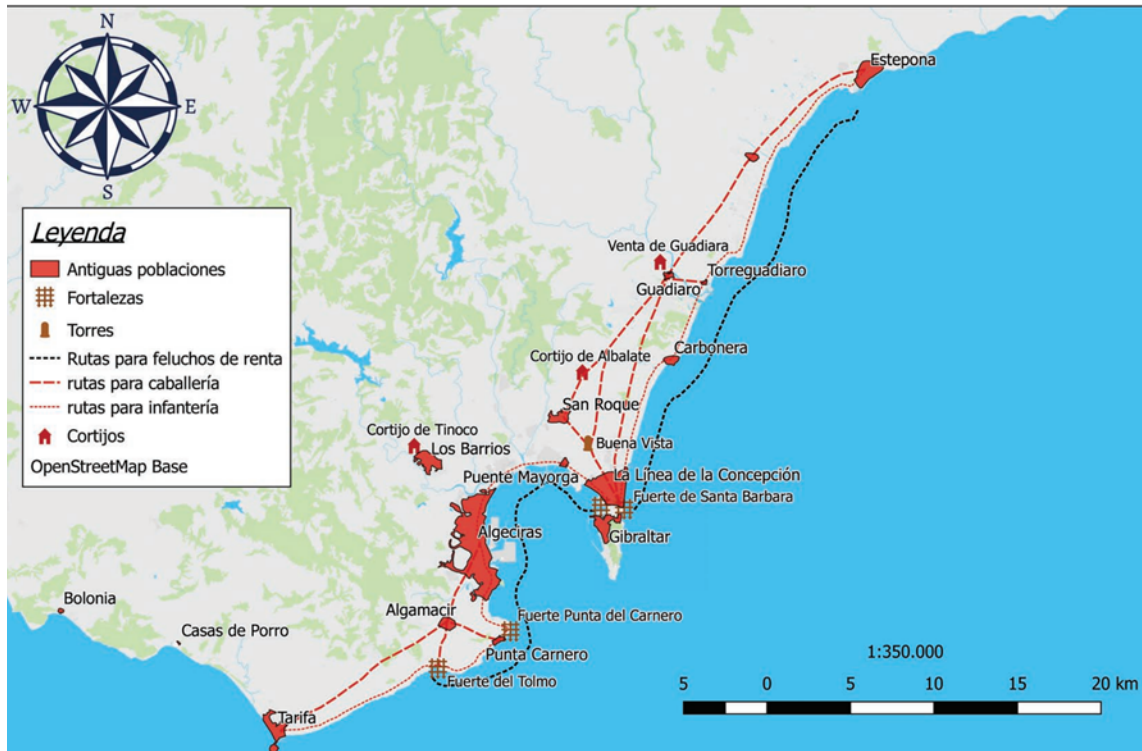 N
W
E
S
Leyenda
Antiguas poblaciones
Fortalezas
Torres
Rutas para feluchos de renta
rutas para caballería
rutas para infantería
Cortijos
OpenStreetMap Base
Estepona
Venta de Guadiara
Torreguadiaro
Guadiaro
Carbonera
Cortijo de Albalate
San Roque
Cortijo de Tinoco
Los Barrios
Buena Vista
Puente Mayorga
La Línea de la Concepción
Fuerte de Santa Barbara
Algeciras
Gibraltar
Bolonia
Algamacir
Fuerte Punta del Carnero
Casas de Porro
Punta Carnero
Fuerte del Tolmo
Tarifa
1:350.000
5 0 5 10 15 20 km